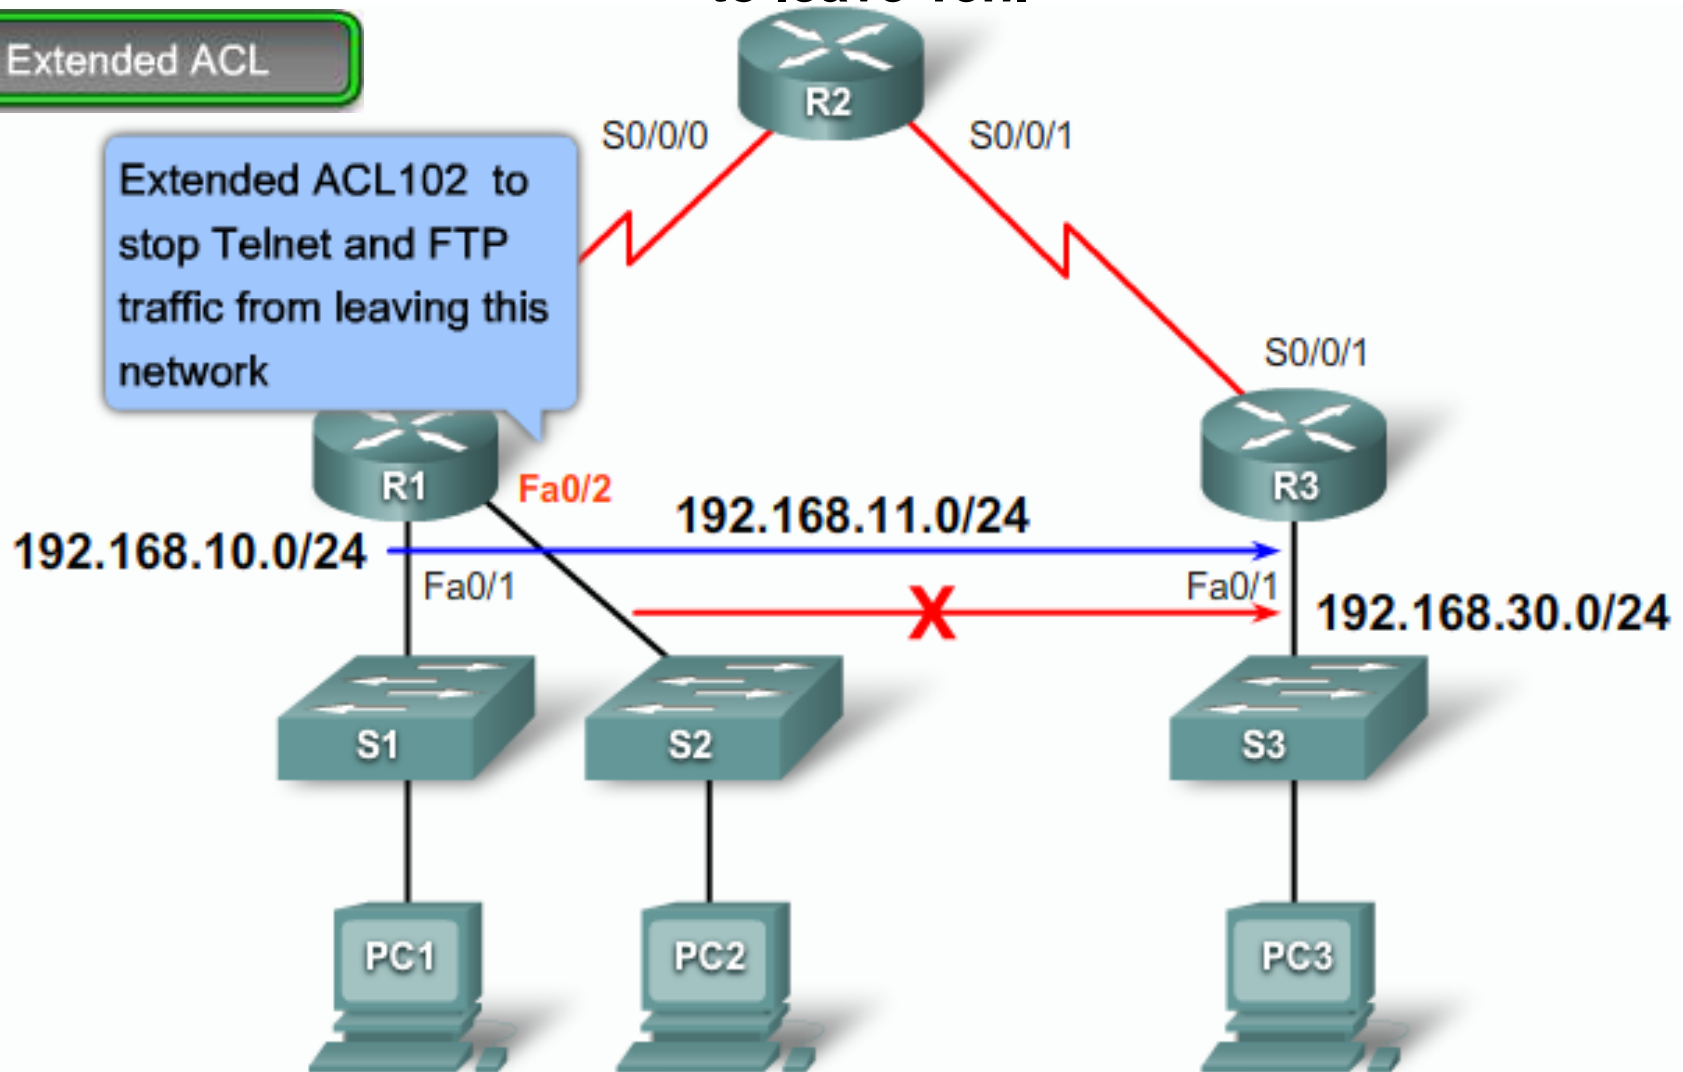 Extended ACL
R2
S0/0/0
S0/0/1
Extended ACL102 to
stop Telnet and FTP
traffic from leaving this
network
S0/0/1
R1
Fa0/2
R3
192.168.11.0/24
192.168.10.0/24
Fa0/1
Fa0/1
192.168.30.0/24
S1
S2
S3
PC1
PC2
PC3